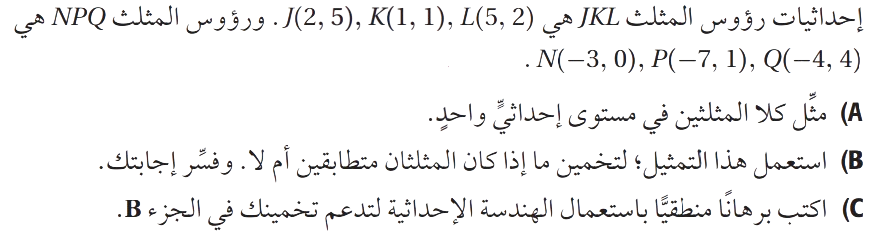 إحداثيات رؤوس المثلث JKL هي J(2, 5), K(1, 1), L(5, 2) . ورؤوس المثلث NPQ هي
N(−3, 0), P(−7, 1), Q(−4, 4) .
A) مثِّل كلا المثلثين في مستوى إحداثيٍّ واحدٍ.
B) استعمل هذا التمثيل؛ لتخمين ما إذا كان المثلثان متطابقين أم لا. وفسِّر إجابتك.
C) اكتب برهانًا منطقيًّا باستعمال الهندسة الإحداثية لتدعم تخمينك في الجزء B.